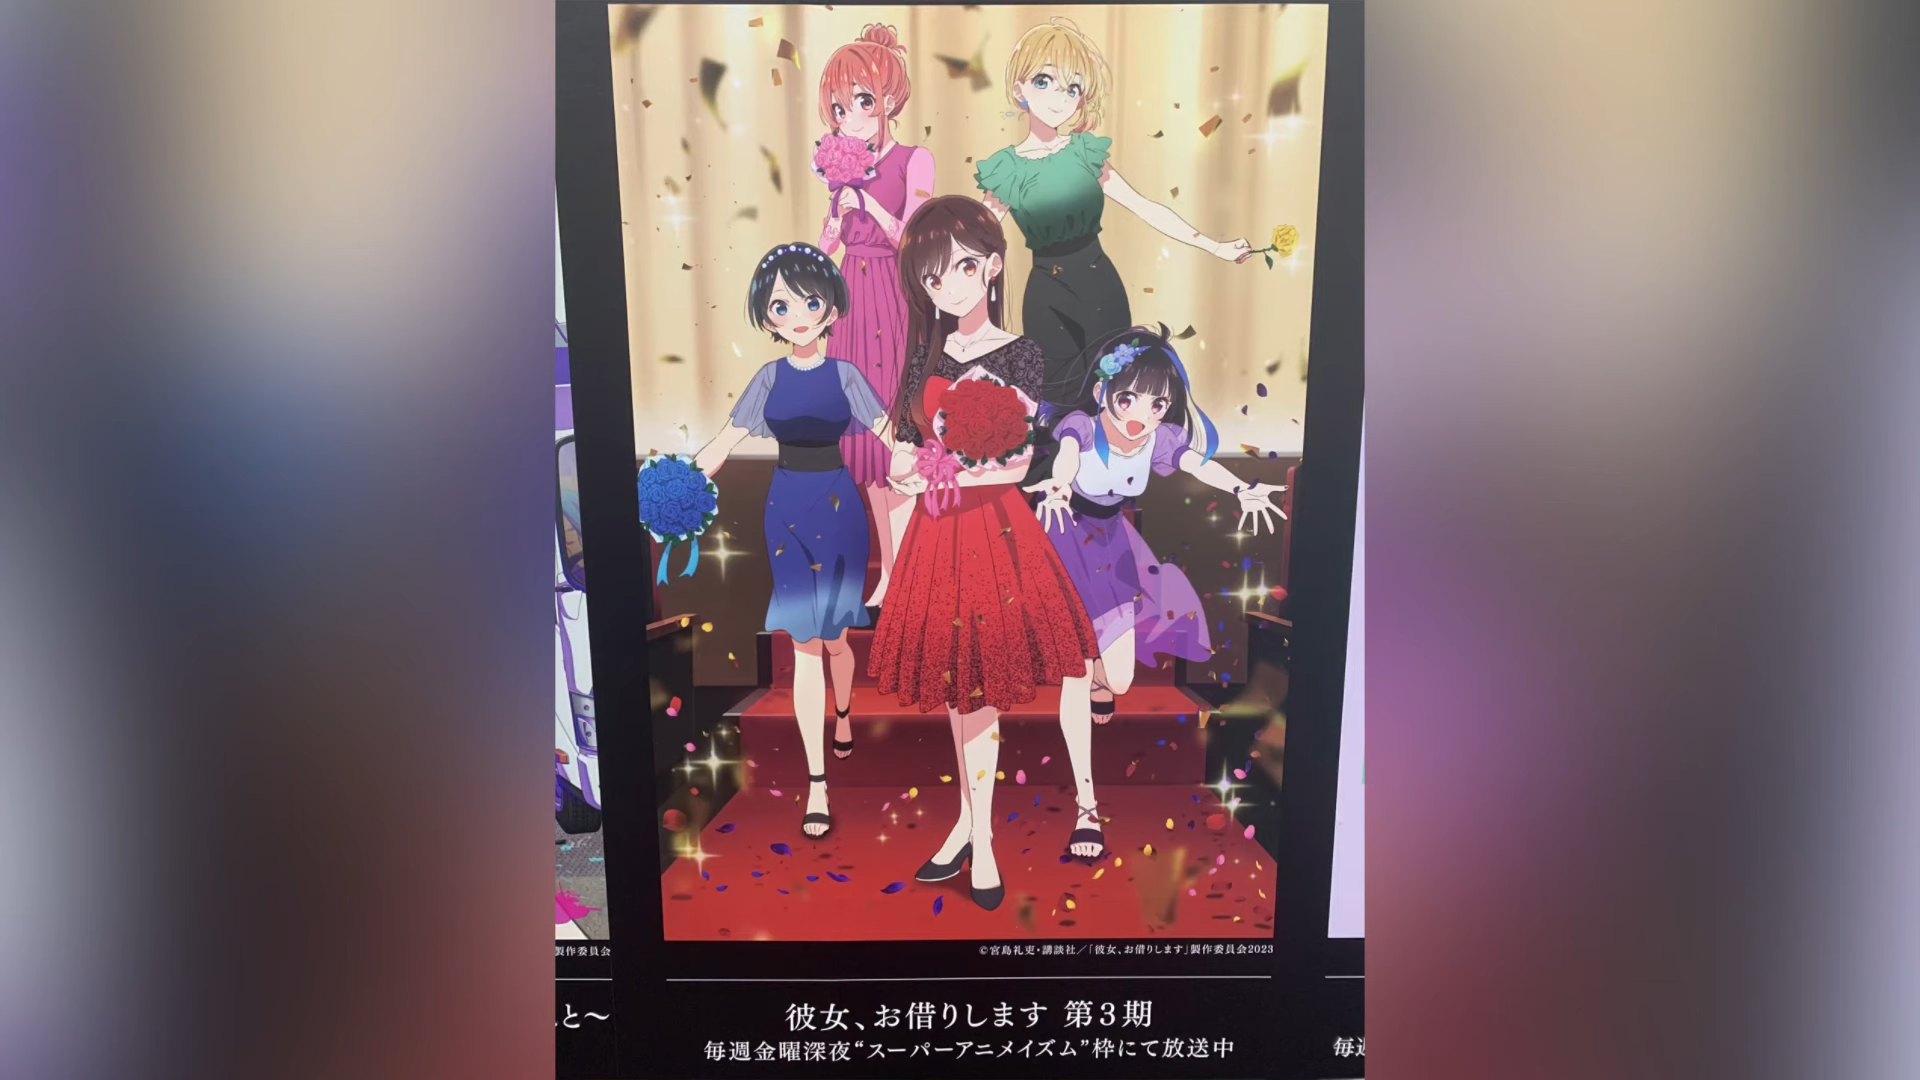 製作委員会
©宮島礼吏・講談社／「彼女、お借りします」製作委員会2023
と～
彼女、お借りします 第3期
毎週金曜深夜“スーパーアニメイズム”枠にて放送中
毎週